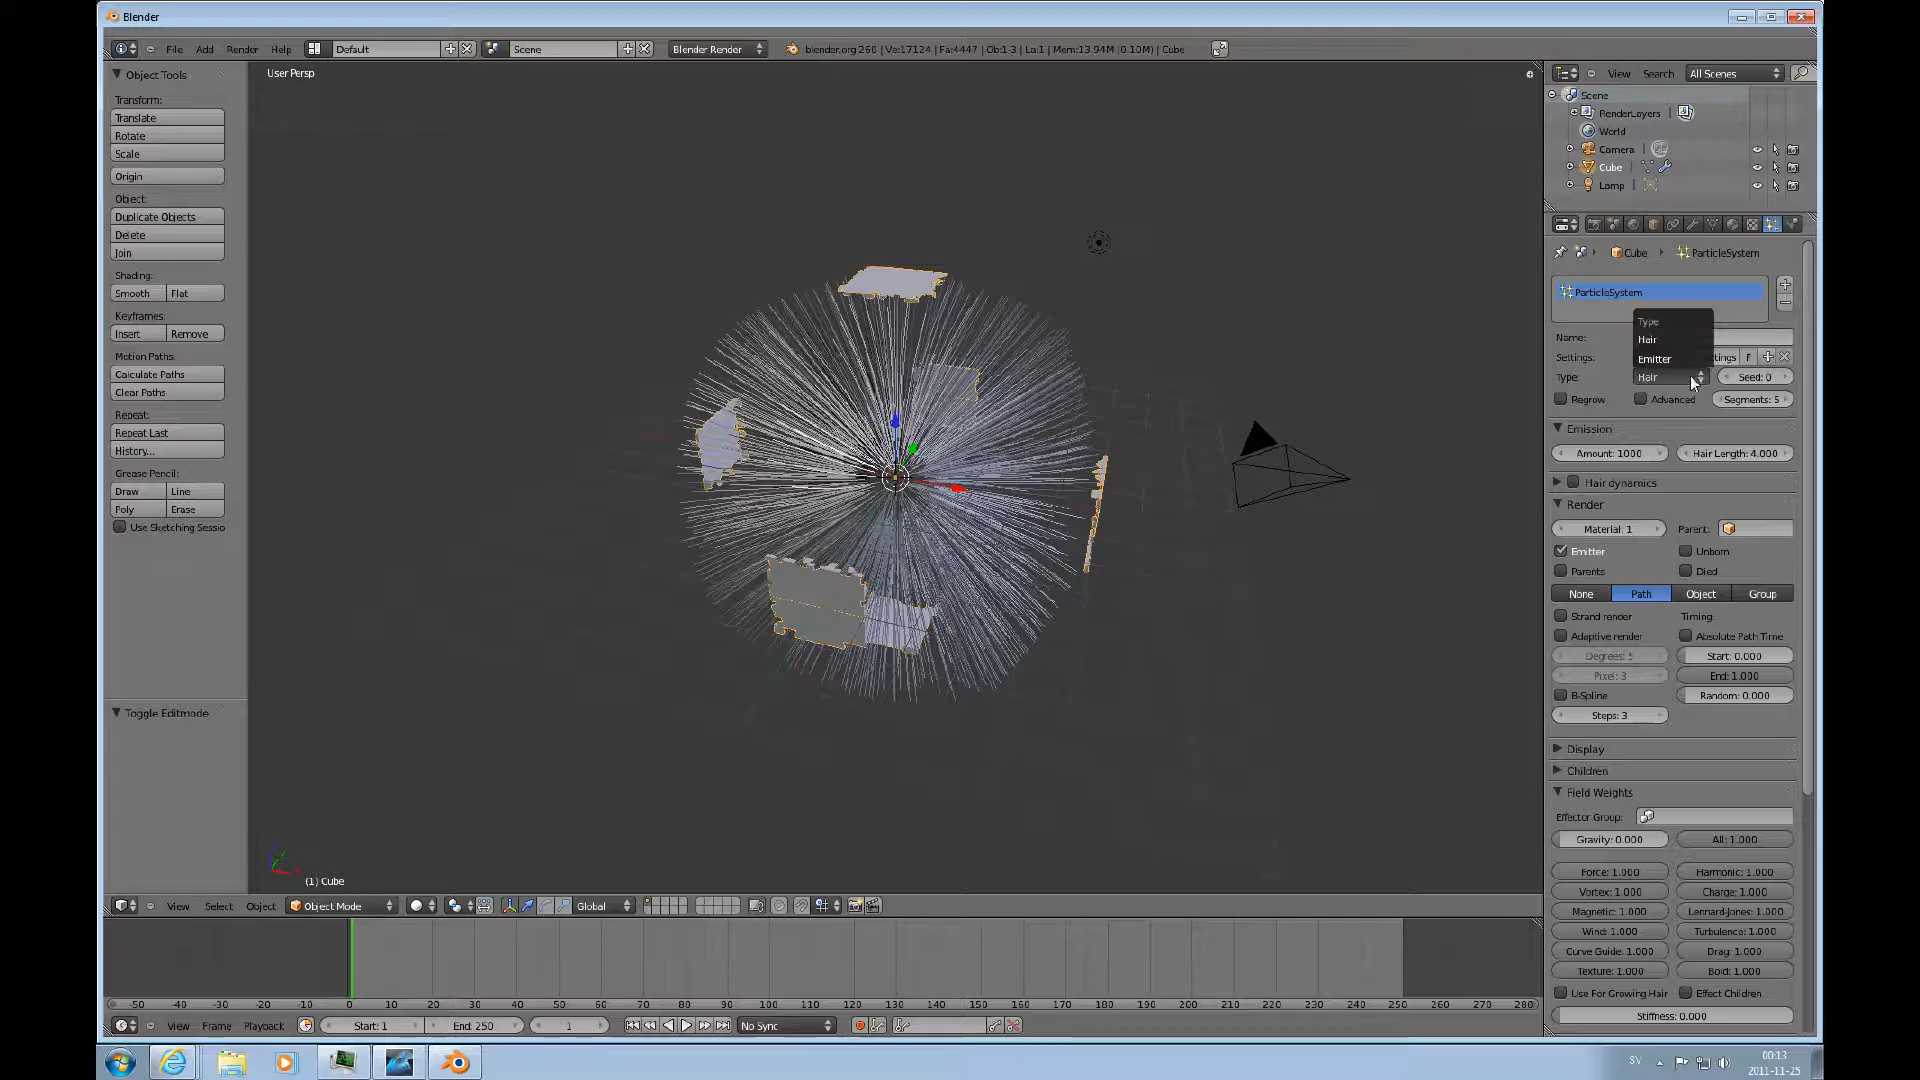 Blender
File Add Render Help Default Scene Blender Render blender.org 260 | Ve:17124 | Fa:4447 | Ob:1-3 | La:1 | Mem:13.94M (0.10M) | Cube
Object Tools
Transform:
Translate
Rotate
Scale
Origin
Object:
Duplicate Objects
Delete
Join
Shading:
Smooth Flat
Keyframes:
Insert Remove
Motion Paths:
Calculate Paths
Clear Paths
Repeat:
Repeat Last
History...
Grease Pencil:
Draw Line
Poly Erase
Use Sketching Sessio
Toggle Editmode
User Persp
(1) Cube
View Select Object Object Mode Global
-50 -40 -30 -20 -10 0 10 20 30 40 50 60 70 80 90 100 110 120 130 140 150 160 170 180 190 200 210 220 230 240 250 260 270 280
View Frame Playback Start: 1 End: 250 1 No Sync
View Search All Scenes
Scene
RenderLayers
World
Camera
Cube
Lamp
Cube ParticleSystem
ParticleSystem
Type
Hair
Emitter
Name:
Settings: ttings F
Type: Hair Seed: 0
Regrow Advanced Segments: 5
Emission
Amount: 1000 Hair Length: 4.000
Hair dynamics
Render
Material: 1 Parent:
Emitter Unborn
Parents Died
None Path Object Group
Strand render Timing:
Adaptive render Absolute Path Time
Degrees: 5 Start: 0.000
Pixel: 3 End: 1.000
B-Spline Random: 0.000
Steps: 3
Display
Children
Field Weights
Effector Group:
Gravity: 0.000 All: 1.000
Force: 1.000 Harmonic: 1.000
Vortex: 1.000 Charge: 1.000
Magnetic: 1.000 Lennard-Jones: 1.000
Wind: 1.000 Turbulence: 1.000
Curve Guide: 1.000 Drag: 1.000
Texture: 1.000 Boid: 1.000
Use For Growing Hair Effect Children
Stiffness: 0.000
SV 00:13
2011-11-25